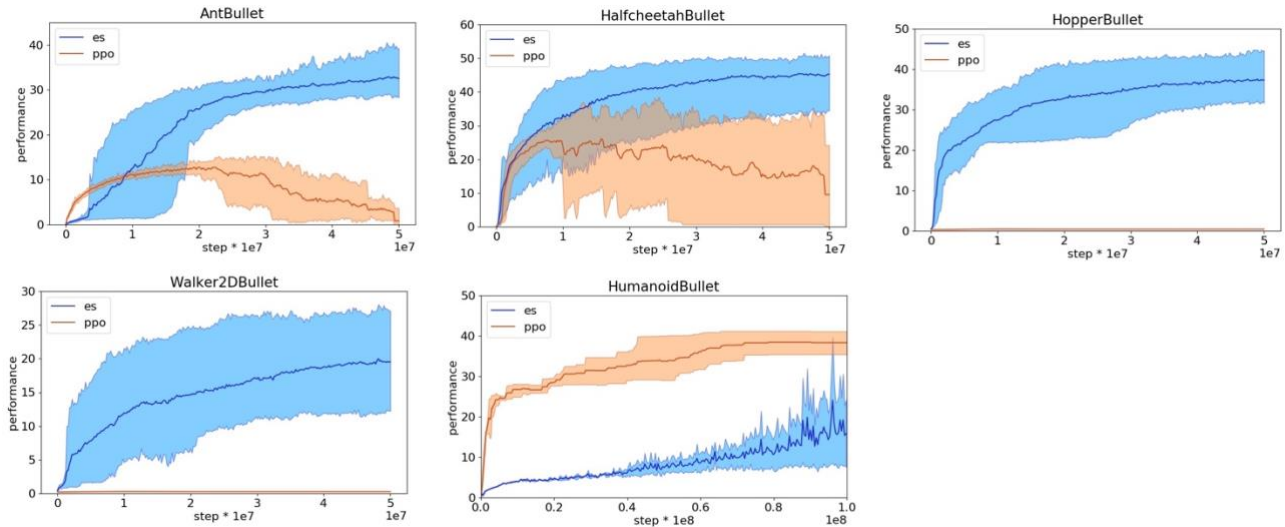 AntBullet
40
30
20
10
0
performance
es
ppo
0
1
2
3
4
5
step * 1e7
1e7
HalfcheetahBullet
60
50
40
30
20
10
0
performance
es
ppo
0
1
2
3
4
5
step * 1e7
1e7
HopperBullet
50
40
30
20
10
0
performance
es
ppo
0
1
2
3
4
5
step * 1e7
1e7
Walker2DBullet
30
25
20
15
10
5
0
performance
es
ppo
0
1
2
3
4
5
step * 1e7
1e7
HumanoidBullet
50
40
30
20
10
0
performance
es
ppo
0.0
0.2
0.4
0.6
0.8
1.0
step * 1e8
1e8